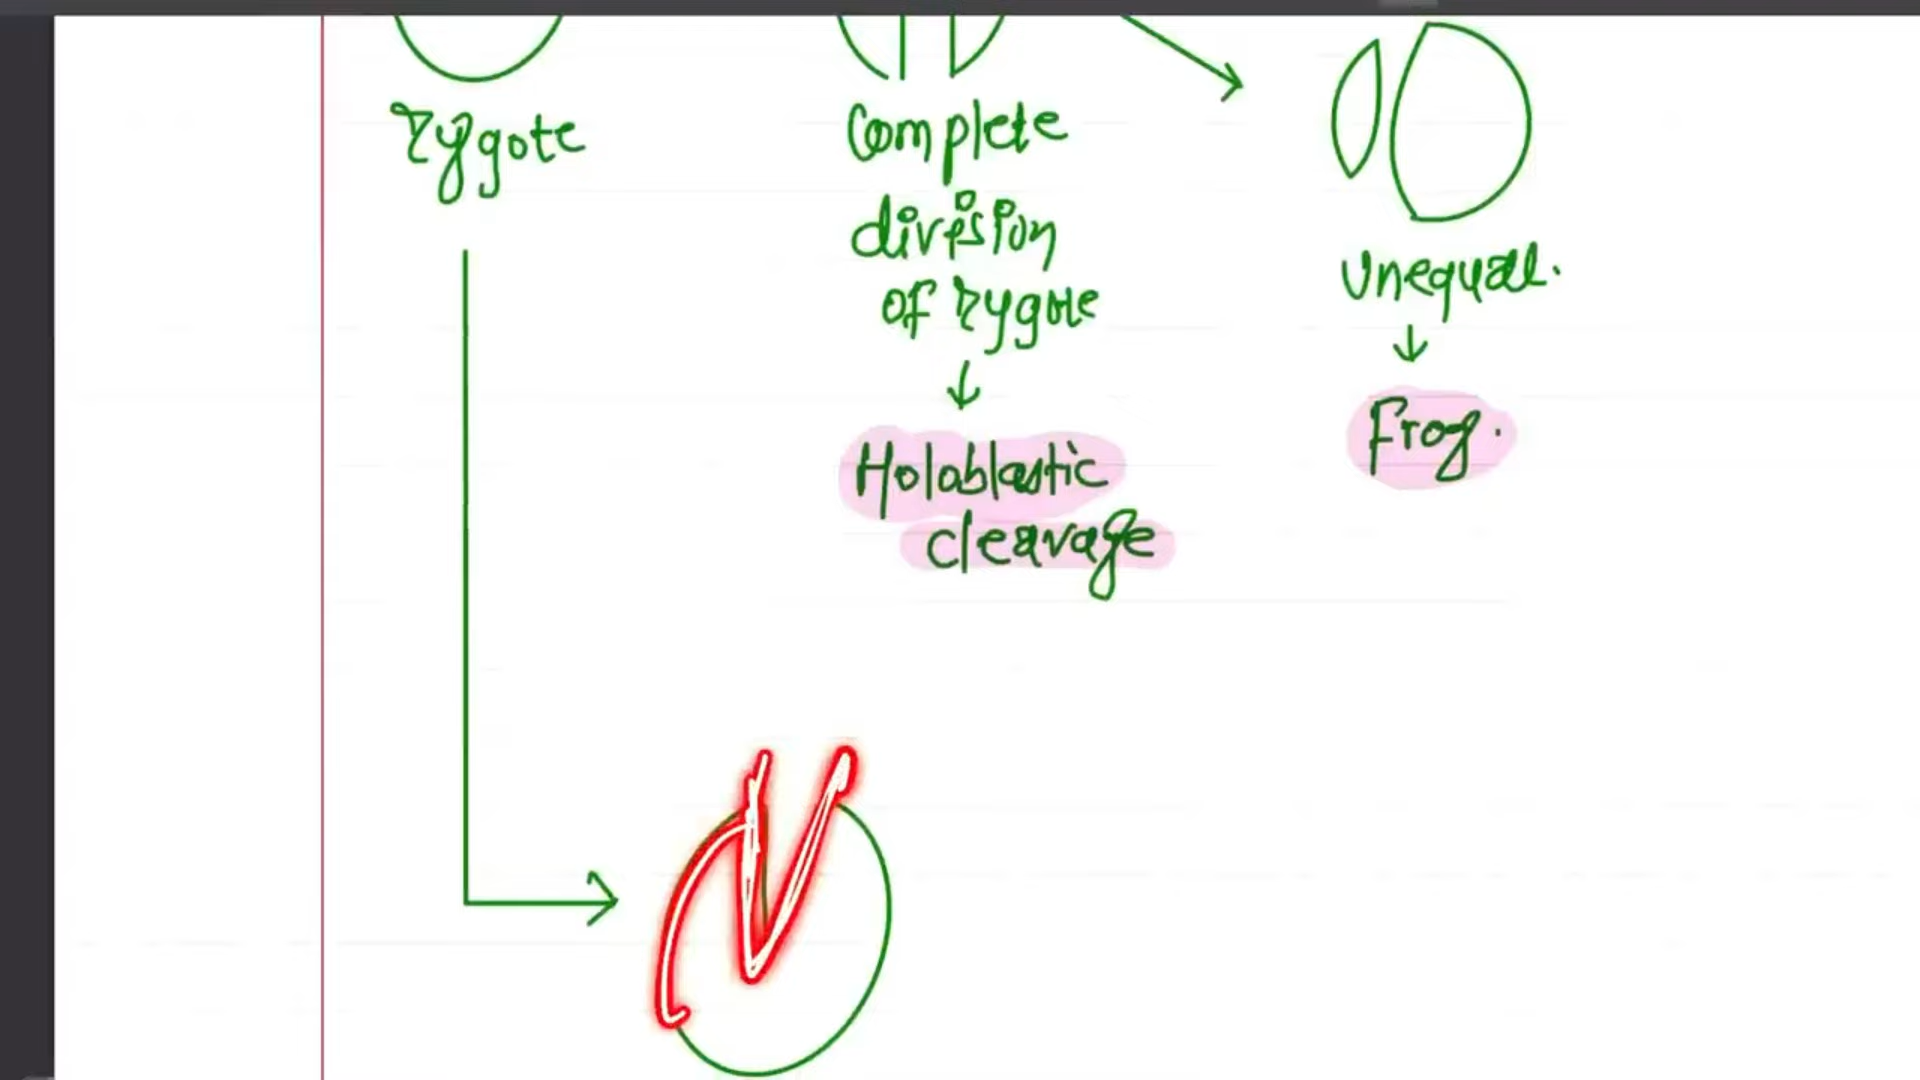 Zygote
Complete
division
of zygote
Holoblastic
cleavage
Unequal.
Frog.